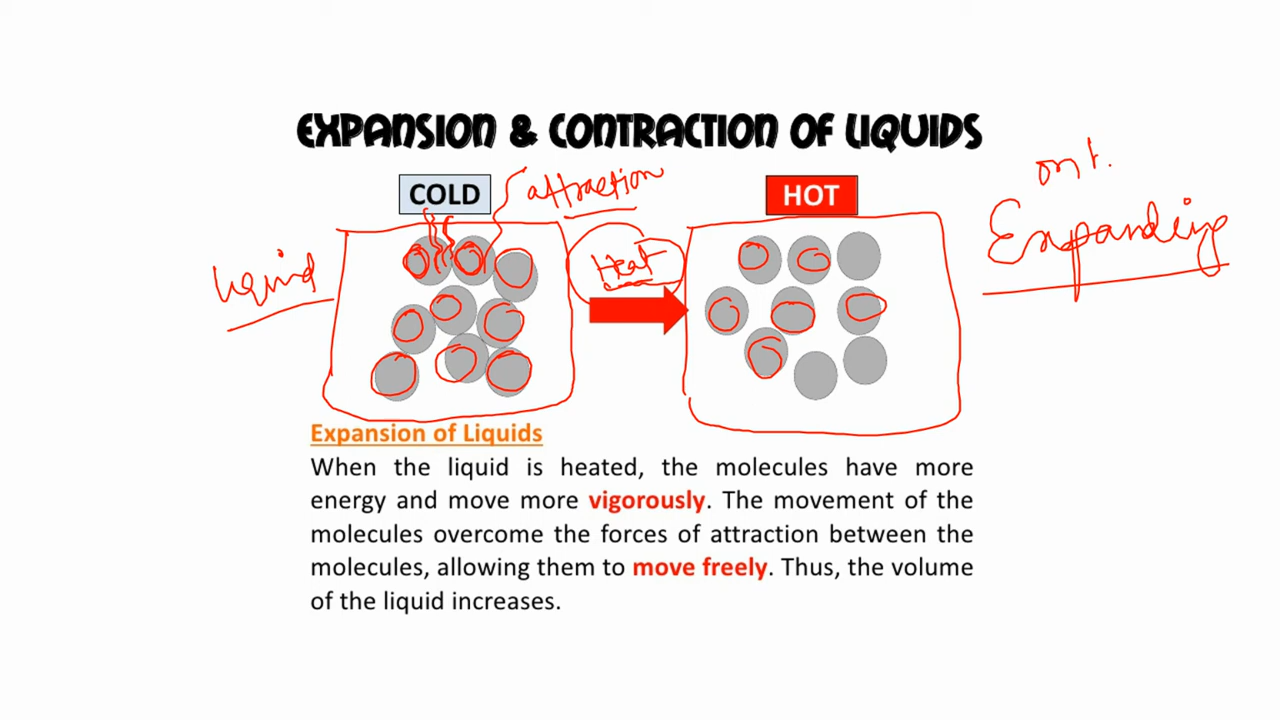 EXPANSION & CONTRACTION OF LIQUIDS
COLD
attraction
HOT
liquid
Heat
Expanding
Expansion of Liquids
When the liquid is heated, the molecules have more
energy and move more vigorously. The movement of the
molecules overcome the forces of attraction between the
molecules, allowing them to move freely. Thus, the volume
of the liquid increases.